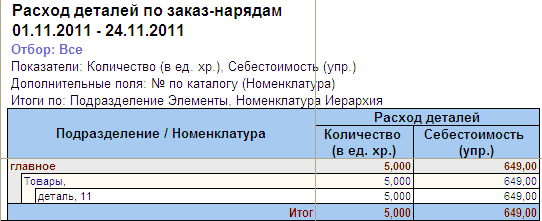 Расход деталей по заказ-нарядам
01.11.2011 - 24.11.2011
Отбор: Все
Показатели: Количество (в ед. хр.), Себестоимость (упр.)
Дополнительные поля: № по каталогу (Номенклатура)
Итоги по: Подразделение Элементы, Номенклатура Иерархия
Подразделение / Номенклатура
Расход деталей
Количество (в ед. хр.)
Себестоимость (упр.)
главное 5,000 649,00
Товары, 5,000 649,00
деталь, 11 5,000 649,00
Итог 5,000 649,00